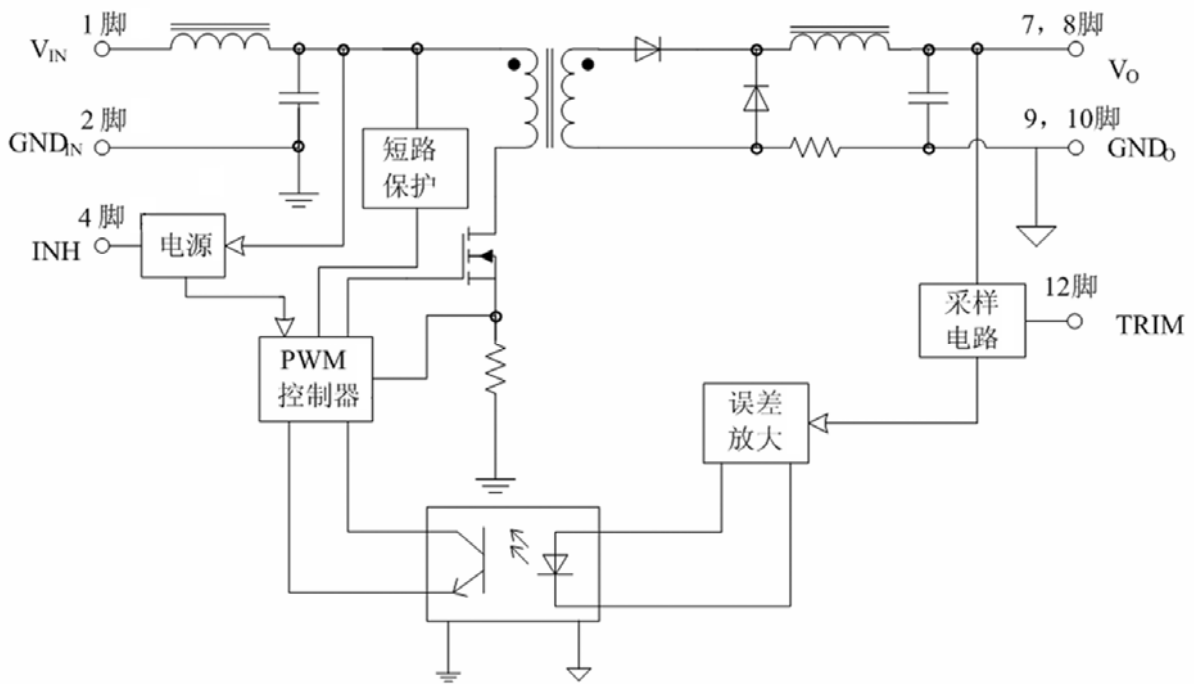 1脚
7，8脚
VIN
VO
2 脚
9，10脚
GNDIN
GNDO
短路
保护
4 脚
INH
电源
采样
电路
12脚
TRIM
PWM
控制器
误差
放大